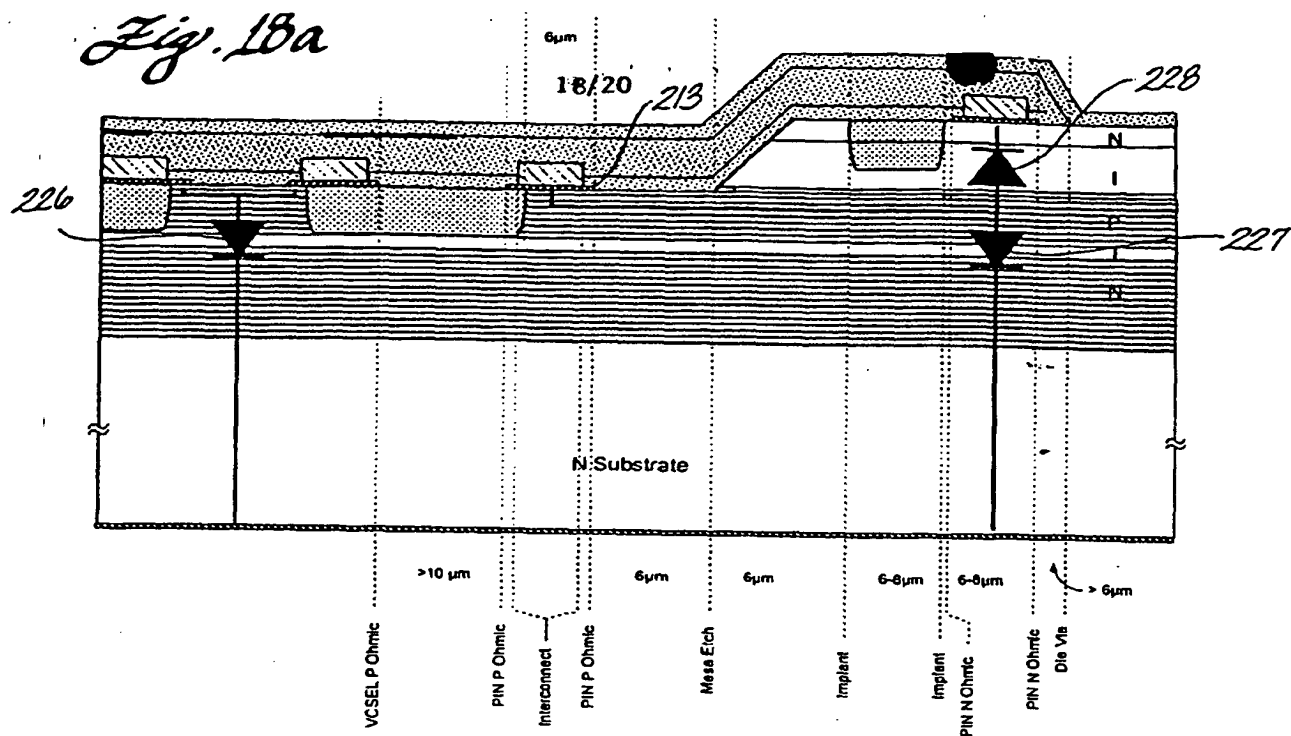 Fig. 18a
6µm
18/20
213
228
226
227
N
I
P
I
N
N Substrate
>10 µm
6µm
6µm
6-8µm
6-8µm
> 6µm
VCSEL P Ohmic
PIN P Ohmic
Interconnect
PIN P Ohmic
Mesa Etch
Implant
Implant
PIN N Ohmic
PIN N Ohmic
Die Via